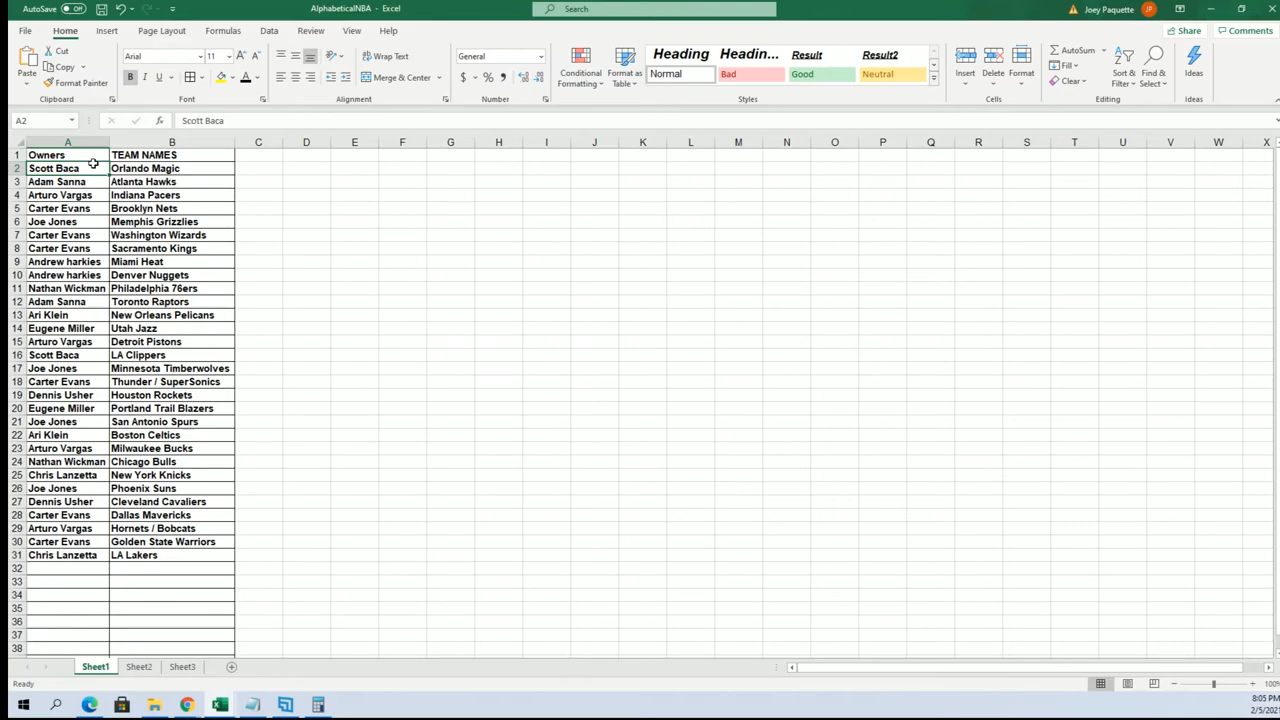 AutoSave Off AlphabeticalNBA - Excel Search Joey Paquette JP
File Home Insert Page Layout Formulas Data Review View Help Share Comments
Paste Cut Copy Format Painter Clipboard
Arial 11 B I U A Font
Wrap Text Merge & Center Alignment
General $ % Number
Conditional Formatting Format as Table
Heading Headin... Result Result2
Normal Bad Good Neutral
Styles
Insert Delete Format Cells
AutoSum Fill Clear Sort & Filter Find & Select Editing
Ideas Ideas
A2 fx Scott Baca
A B C D E F G H I J K L M N O P Q R S T U V W X
1 Owners TEAM NAMES
2 Scott Baca Orlando Magic
3 Adam Sanna Atlanta Hawks
4 Arturo Vargas Indiana Pacers
5 Carter Evans Brooklyn Nets
6 Joe Jones Memphis Grizzlies
7 Carter Evans Washington Wizards
8 Carter Evans Sacramento Kings
9 Andrew harkies Miami Heat
10 Andrew harkies Denver Nuggets
11 Nathan Wickman Philadelphia 76ers
12 Adam Sanna Toronto Raptors
13 Ari Klein New Orleans Pelicans
14 Eugene Miller Utah Jazz
15 Arturo Vargas Detroit Pistons
16 Scott Baca LA Clippers
17 Joe Jones Minnesota Timberwolves
18 Carter Evans Thunder / SuperSonics
19 Dennis Usher Houston Rockets
20 Eugene Miller Portland Trail Blazers
21 Joe Jones San Antonio Spurs
22 Ari Klein Boston Celtics
23 Arturo Vargas Milwaukee Bucks
24 Nathan Wickman Chicago Bulls
25 Chris Lanzetta New York Knicks
26 Joe Jones Phoenix Suns
27 Dennis Usher Cleveland Cavaliers
28 Carter Evans Dallas Mavericks
29 Arturo Vargas Hornets / Bobcats
30 Carter Evans Golden State Warriors
31 Chris Lanzetta LA Lakers
32
33
34
35
36
37
38
Sheet1 Sheet2 Sheet3
Ready 100%
8:05 PM